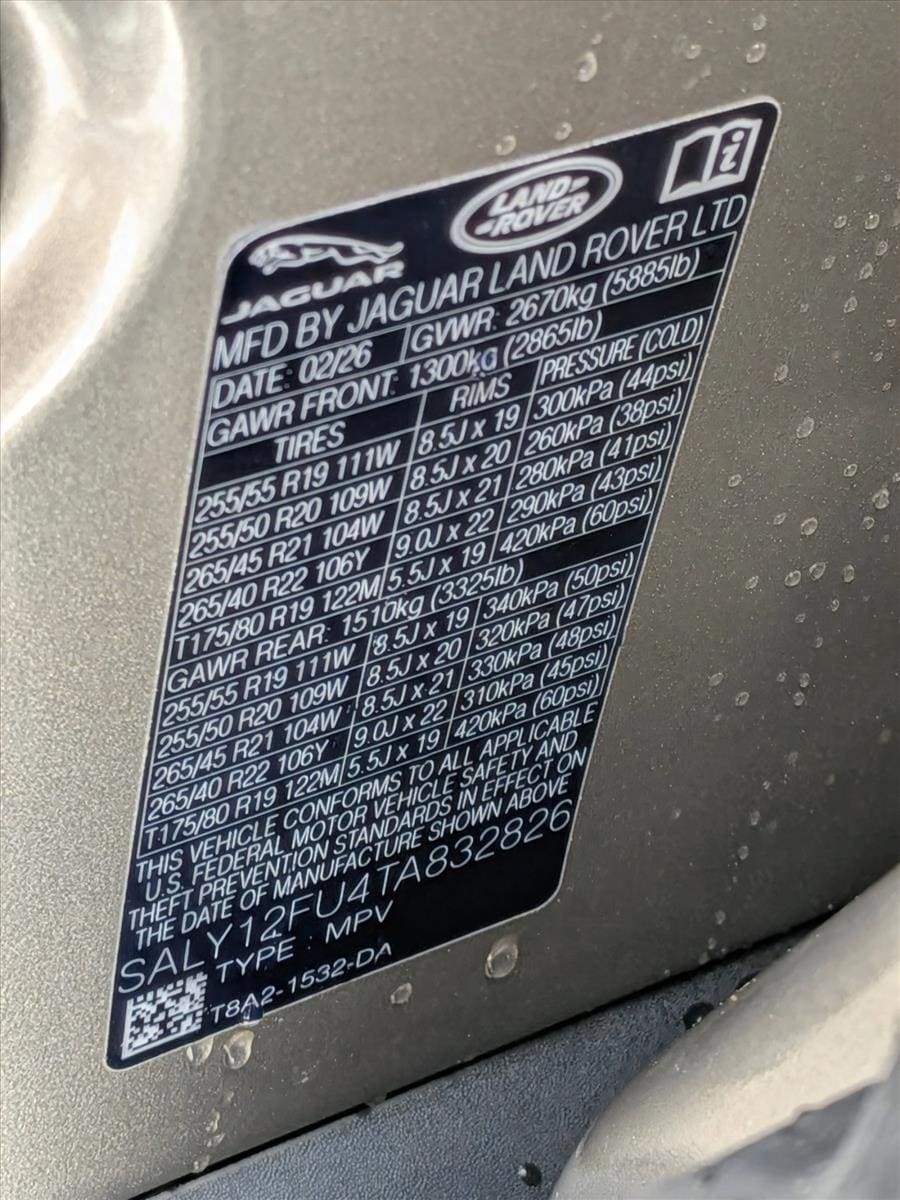 JAGUAR
LAND-
-ROVER
i
MFD BY JAGUAR LAND ROVER LTD
DATE: 02/26 GVWR: 2670kg (5885lb)
GAWR FRONT: 1300kg (2865lb)
TIRES RIMS PRESSURE (COLD)
255/55 R19 111W 8.5J x 19 300kPa (44psi)
255/50 R20 109W 8.5J x 20 260kPa (38psi)
265/45 R21 104W 8.5J x 21 280kPa (41psi)
265/40 R22 106Y 9.0J x 22 290kPa (43psi)
T175/80 R19 122M 5.5J x 19 420kPa (60psi)
GAWR REAR: 1510kg (3325lb)
255/55 R19 111W 8.5J x 19 340kPa (50psi)
255/50 R20 109W 8.5J x 20 320kPa (47psi)
265/45 R21 104W 8.5J x 21 330kPa (48psi)
265/40 R22 106Y 9.0J x 22 310kPa (45psi)
T175/80 R19 122M 5.5J x 19 420kPa (60psi)
THIS VEHICLE CONFORMS TO ALL APPLICABLE
U.S. FEDERAL MOTOR VEHICLE SAFETY AND
THEFT PREVENTION STANDARDS IN EFFECT ON
THE DATE OF MANUFACTURE SHOWN ABOVE
SALY12FU4TA832826
TYPE : MPV
T8A2-1532-DA